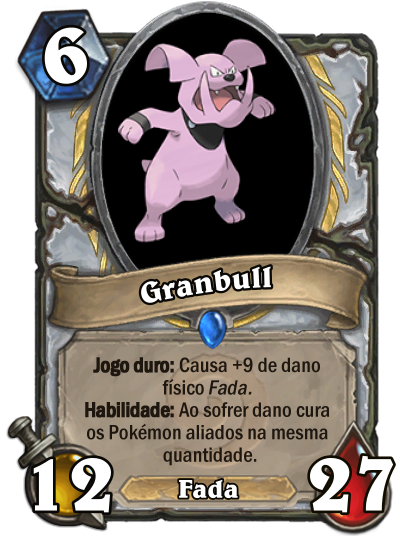 6
Granbull
Jogo duro: Causa +9 de dano
físico Fada.
Habilidade: Ao sofrer dano cura
os Pokémon aliados na mesma
quantidade.
12
Fada
27